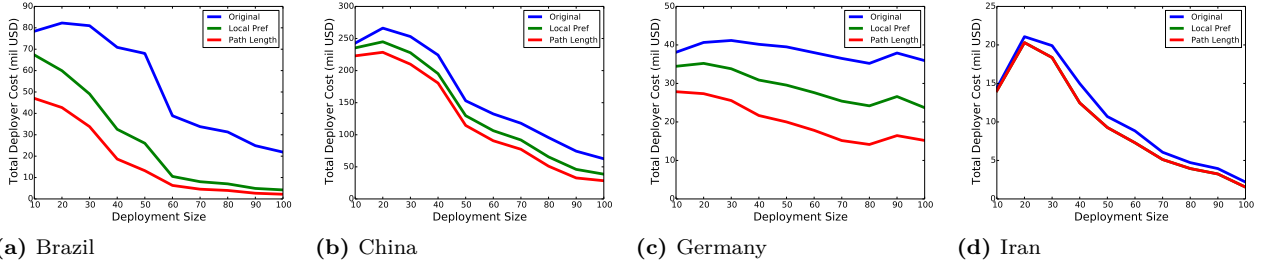 Total Deployer Cost (mil USD)
90
80
70
60
50
40
30
20
10
0
10 20 30 40 50 60 70 80 90 100
Deployment Size
Original
Local Pref
Path Length
(a) Brazil
Total Deployer Cost (mil USD)
300
250
200
150
100
50
0
10 20 30 40 50 60 70 80 90 100
Deployment Size
Original
Local Pref
Path Length
(b) China
Total Deployer Cost (mil USD)
50
40
30
20
10
0
10 20 30 40 50 60 70 80 90 100
Deployment Size
Original
Local Pref
Path Length
(c) Germany
Total Deployer Cost (mil USD)
25
20
15
10
5
0
10 20 30 40 50 60 70 80 90 100
Deployment Size
Original
Local Pref
Path Length
(d) Iran